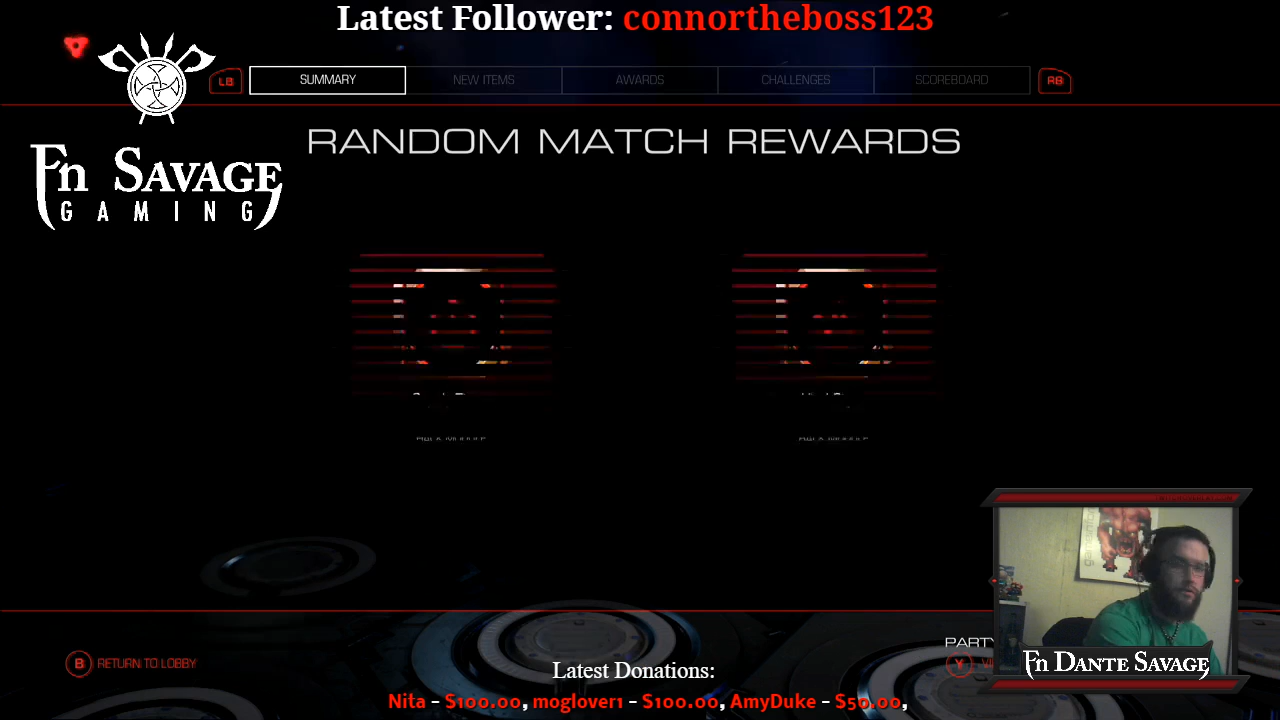 Latest Follower: connortheboss123
LB SUMMARY NEW ITEMS AWARDS CHALLENGES SCOREBOARD RB
RANDOM MATCH REWARDS
Fn SAVAGE
GAMING
PARTY
B RETURN TO LOBBY
Y
Fn DANTE SAVAGE
Latest Donations:
Nita - $100.00, moglover1 - $100.00, AmyDuke - $50.00,